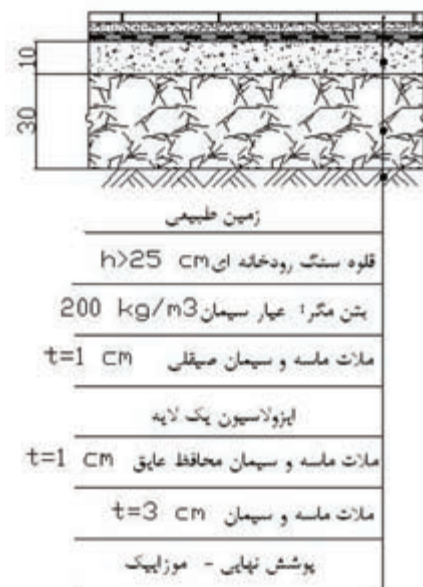 10
30
زمین طبیعی
قلوه سنگ رودخانه ای h>25 cm
بتن مگر: عیار سیمان 200 kg/m3
ملات ماسه و سیمان صیقلی t=1 cm
ایزولاسیون یک لایه
ملات ماسه و سیمان محافظ عایق t=1 cm
ملات ماسه و سیمان t=3 cm
پوشش نهایی - موزاییک